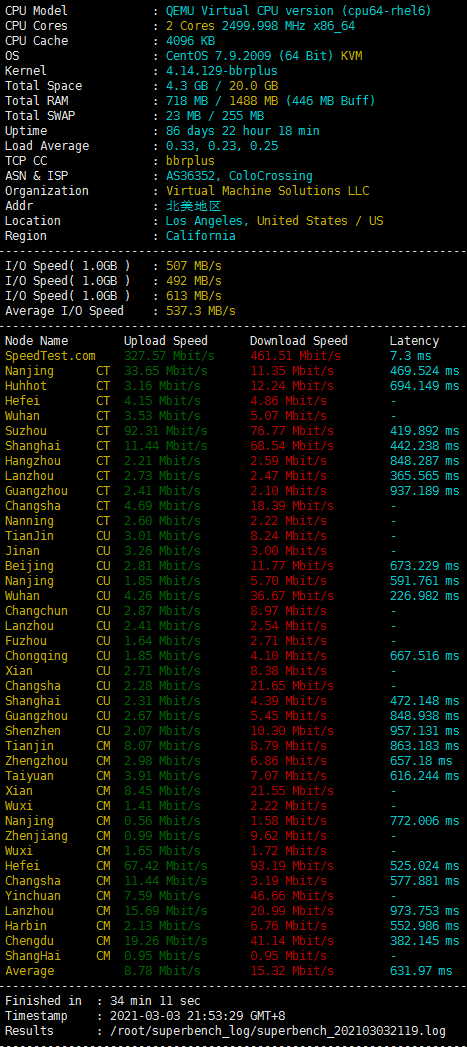 CPU Model : QEMU Virtual CPU version (cpu64-rhel6)
CPU Cores : 2 Cores 2499.998 MHz x86_64
CPU Cache : 4096 KB
OS : CentOS 7.9.2009 (64 Bit) KVM
Kernel : 4.14.129-bbrplus
Total Space : 4.3 GB / 20.0 GB
Total RAM : 718 MB / 1488 MB (446 MB Buff)
Total SWAP : 23 MB / 255 MB
Uptime : 86 days 22 hour 18 min
Load Average : 0.33, 0.23, 0.25
TCP CC : bbrplus
ASN & ISP : AS36352, ColoCrossing
Organization : Virtual Machine Solutions LLC
Addr : 北美地区
Location : Los Angeles, United States / US
Region : California
----------------------------------------------------------------------
I/O Speed( 1.0GB ) : 507 MB/s
I/O Speed( 1.0GB ) : 492 MB/s
I/O Speed( 1.0GB ) : 613 MB/s
Average I/O Speed : 537.3 MB/s
----------------------------------------------------------------------
Node Name Upload Speed Download Speed Latency
SpeedTest.com 327.57 Mbit/s 461.51 Mbit/s 7.3 ms
Nanjing CT 33.65 Mbit/s 11.35 Mbit/s 469.524 ms
Huhhot CT 3.16 Mbit/s 12.24 Mbit/s 694.149 ms
Hefei CT 4.15 Mbit/s 4.86 Mbit/s -
Wuhan CT 3.53 Mbit/s 5.07 Mbit/s -
Suzhou CT 92.31 Mbit/s 76.77 Mbit/s 419.892 ms
Shanghai CT 11.44 Mbit/s 68.54 Mbit/s 442.238 ms
Hangzhou CT 2.21 Mbit/s 2.59 Mbit/s 848.287 ms
Lanzhou CT 2.73 Mbit/s 2.47 Mbit/s 365.565 ms
Guangzhou CT 2.41 Mbit/s 2.10 Mbit/s 937.189 ms
Changsha CT 4.69 Mbit/s 18.39 Mbit/s -
Nanning CT 2.60 Mbit/s 2.22 Mbit/s -
TianJin CU 3.01 Mbit/s 8.24 Mbit/s -
Jinan CU 3.26 Mbit/s 3.00 Mbit/s -
Beijing CU 2.81 Mbit/s 11.77 Mbit/s 673.229 ms
Nanjing CU 1.85 Mbit/s 5.70 Mbit/s 591.761 ms
Wuhan CU 4.26 Mbit/s 36.67 Mbit/s 226.982 ms
Changchun CU 2.87 Mbit/s 8.97 Mbit/s -
Lanzhou CU 2.41 Mbit/s 2.54 Mbit/s -
Fuzhou CU 1.64 Mbit/s 2.71 Mbit/s -
Chongqing CU 1.85 Mbit/s 4.10 Mbit/s 667.516 ms
Xian CU 2.71 Mbit/s 8.38 Mbit/s -
Changsha CU 2.28 Mbit/s 21.65 Mbit/s -
Shanghai CU 2.31 Mbit/s 4.39 Mbit/s 472.148 ms
Guangzhou CU 2.67 Mbit/s 5.45 Mbit/s 848.938 ms
Shenzhen CU 2.07 Mbit/s 10.30 Mbit/s 957.131 ms
Tianjin CM 8.07 Mbit/s 8.79 Mbit/s 863.183 ms
Zhengzhou CM 2.98 Mbit/s 6.86 Mbit/s 657.18 ms
Taiyuan CM 3.91 Mbit/s 7.07 Mbit/s 616.244 ms
Xian CM 8.45 Mbit/s 21.55 Mbit/s -
Wuxi CM 1.41 Mbit/s 2.22 Mbit/s -
Nanjing CM 0.56 Mbit/s 1.58 Mbit/s 772.006 ms
Zhenjiang CM 0.99 Mbit/s 9.62 Mbit/s -
Wuxi CM 1.65 Mbit/s 1.72 Mbit/s -
Hefei CM 67.42 Mbit/s 93.19 Mbit/s 525.024 ms
Changsha CM 11.44 Mbit/s 3.19 Mbit/s 577.881 ms
Yinchuan CM 7.59 Mbit/s 46.66 Mbit/s -
Lanzhou CM 15.69 Mbit/s 20.99 Mbit/s 973.753 ms
Harbin CM 2.13 Mbit/s 6.76 Mbit/s 552.986 ms
Chengdu CM 19.26 Mbit/s 41.14 Mbit/s 382.145 ms
ShangHai CM 0.95 Mbit/s 0.95 Mbit/s -
Average 8.78 Mbit/s 15.32 Mbit/s 631.97 ms
----------------------------------------------------------------------
Finished in : 34 min 11 sec
Timestamp : 2021-03-03 21:53:29 GMT+8
Results : /root/superbench_log/superbench_202103032119.log
----------------------------------------------------------------------